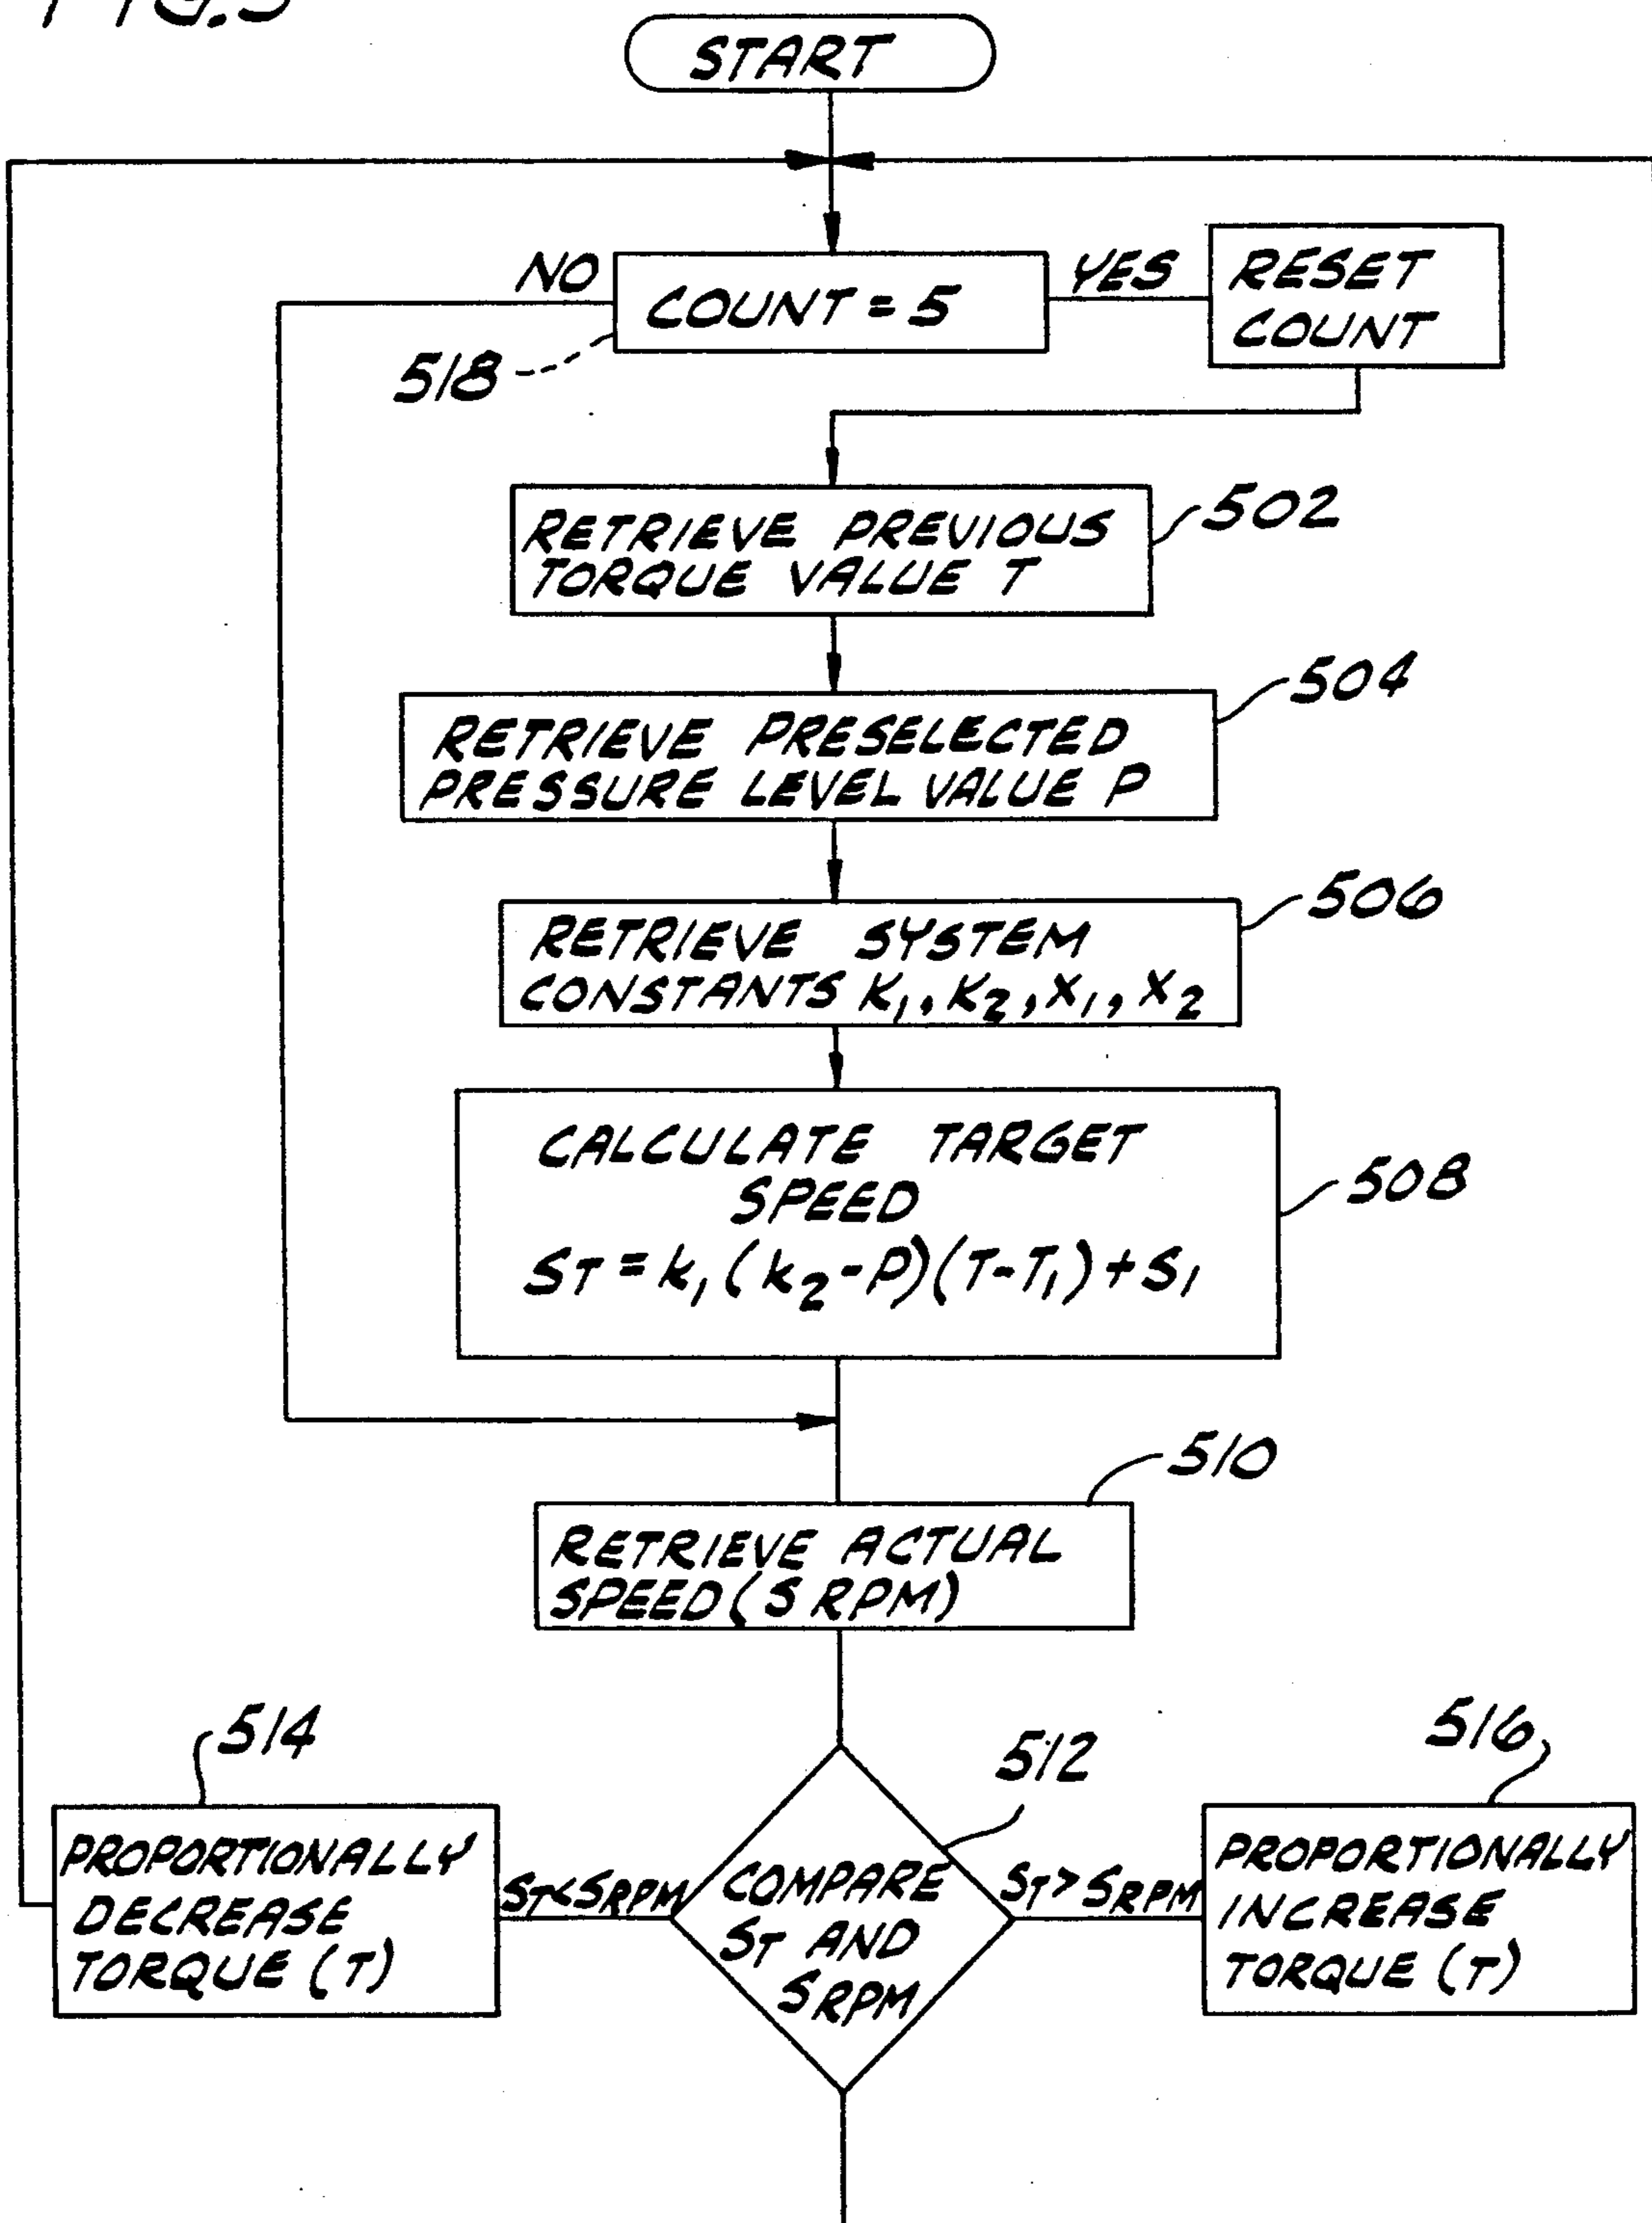 FIG.5
START
NO
COUNT = 5
YES
RESET
COUNT
518
RETRIEVE PREVIOUS
TORQUE VALUE T
502
RETRIEVE PRESELECTED
PRESSURE LEVEL VALUE P
504
RETRIEVE SYSTEM
CONSTANTS K₁, K₂, X₁, X₂
506
CALCULATE TARGET
SPEED
ST = k₁(k₂-P)(T-T₁)+S₁
508
RETRIEVE ACTUAL
SPEED (S RPM)
510
514
512
516
PROPORTIONALLY
DECREASE
TORQUE (T)
ST<SRPM
COMPARE
ST AND
SRPM
ST>SRPM
PROPORTIONALLY
INCREASE
TORQUE (T)